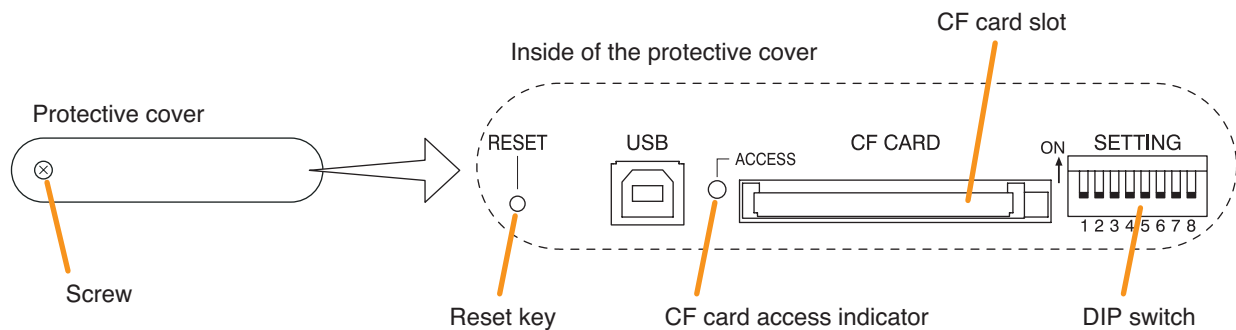 CF card slot
Inside of the protective cover
Protective cover
RESET
USB
ACCESS
CF CARD
ON
SETTING
1 2 3 4 5 6 7 8
Screw
Reset key
CF card access indicator
DIP switch